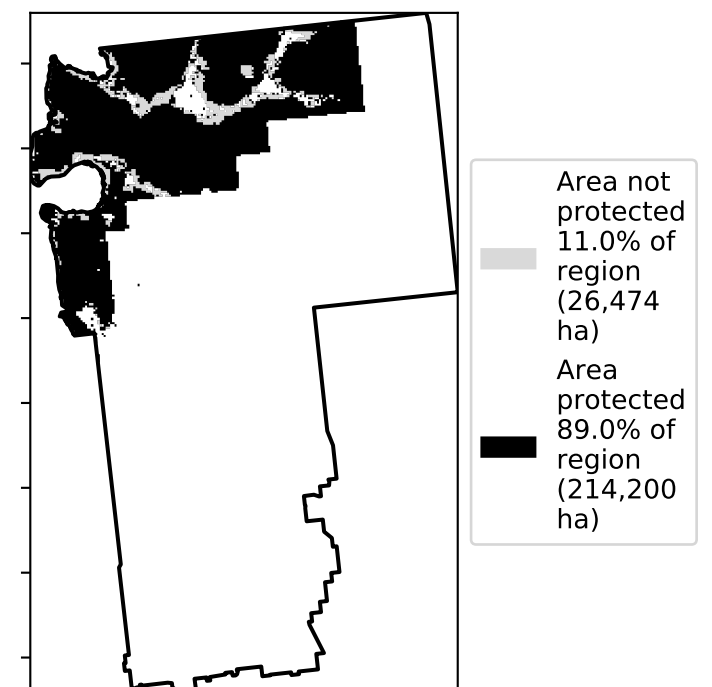 Area not
protected
11.0% of
region
(26,474
ha)
Area
protected
89.0% of
region
(214,200
ha)